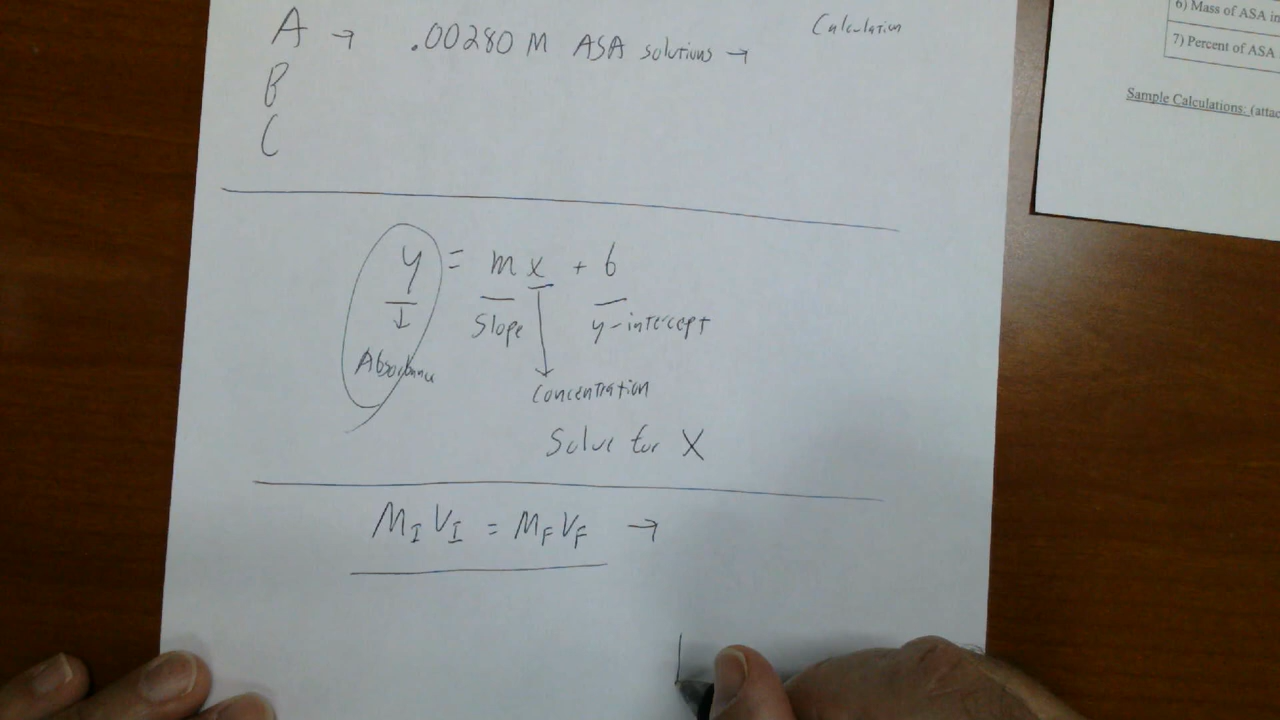 A → .00280 M ASA solutions → Calculation
B
C
y = mx + b
Slope
y-intercept
Absorbance
Concentration
Solve for X
M_I V_I = M_F V_F →
6) Mass of ASA in
7) Percent of ASA
Sample Calculations: (attac